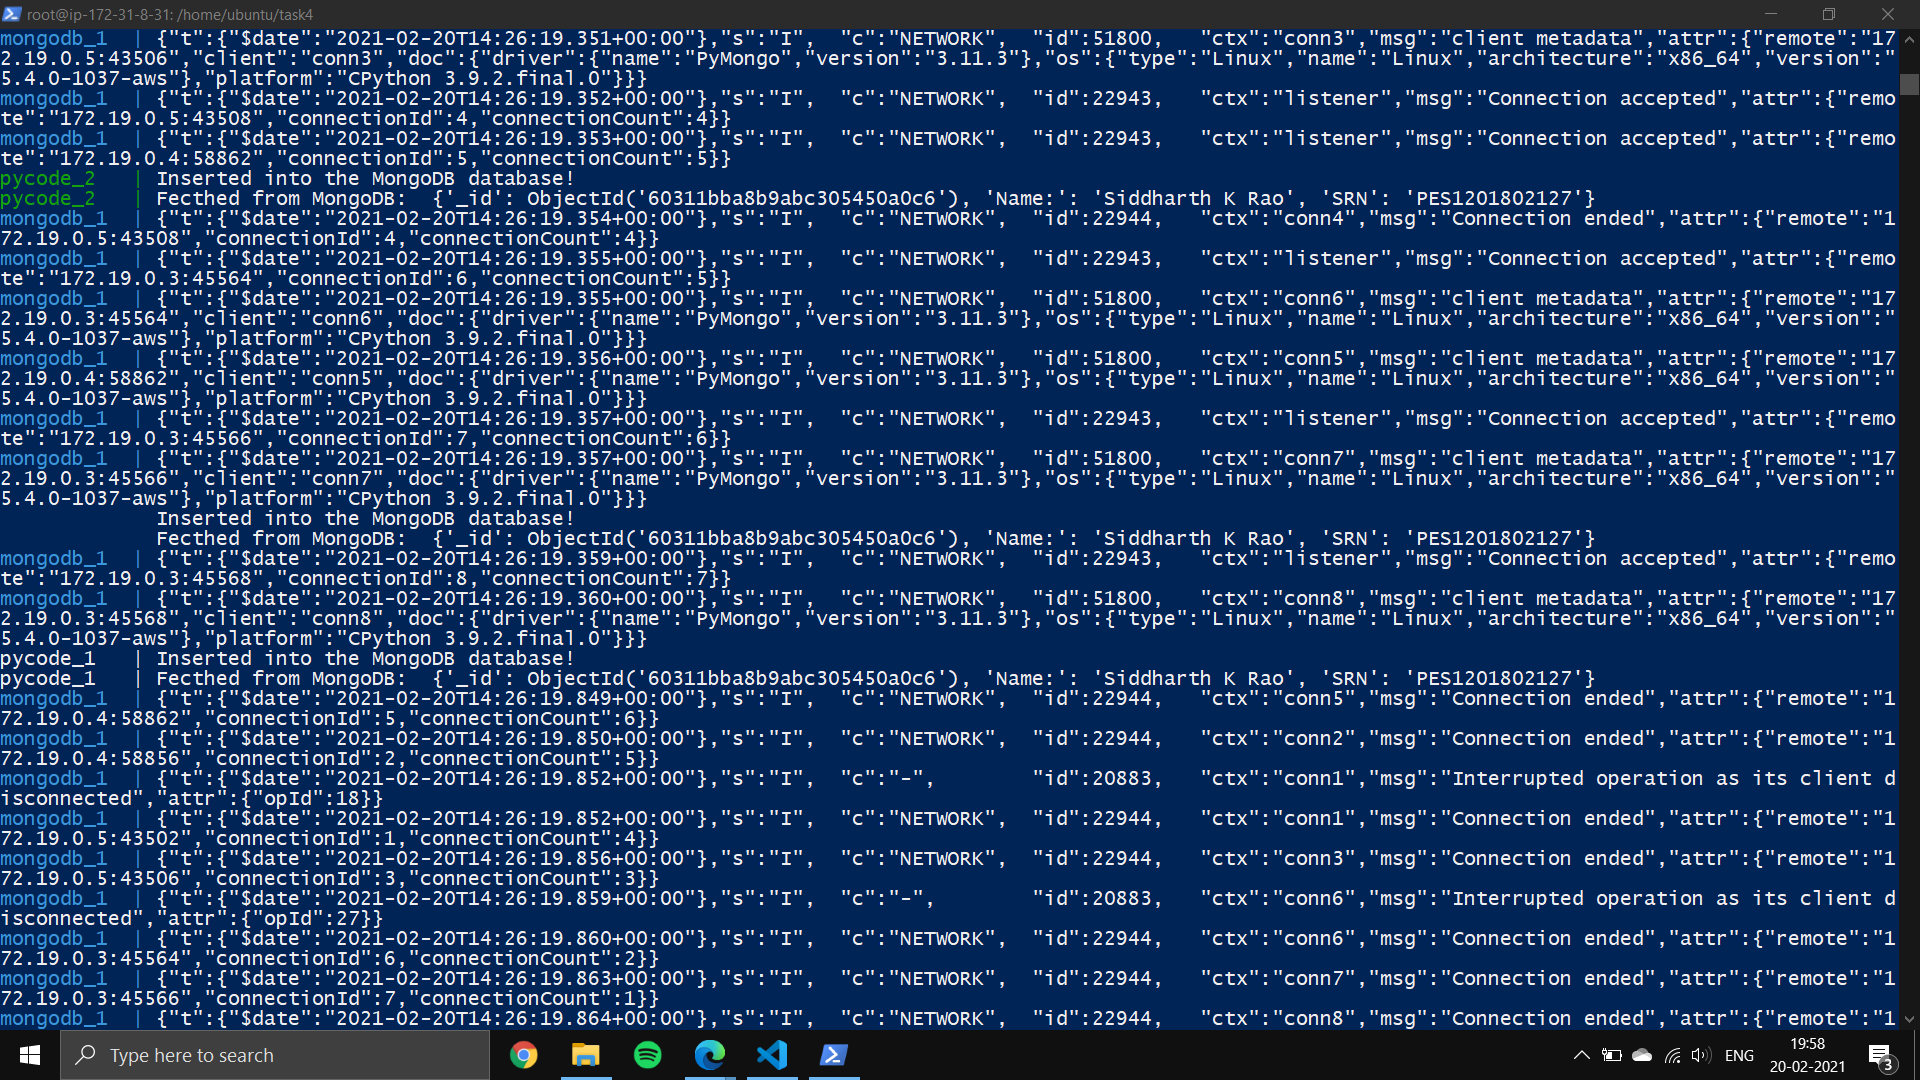 root@ip-172-31-8-31: /home/ubuntu/task4
mongodb_1  | {"t":{"$date":"2021-02-20T14:26:19.351+00:00"},"s":"I",  "c":"NETWORK",  "id":51800,   "ctx":"conn3","msg":"client metadata","attr":{"remote":"17
2.19.0.5:43506","client":"conn3","doc":{"driver":{"name":"PyMongo","version":"3.11.3"},"os":{"type":"Linux","name":"Linux","architecture":"x86_64","version":"
5.4.0-1037-aws"},"platform":"CPython 3.9.2.final.0"}}}
mongodb_1  | {"t":{"$date":"2021-02-20T14:26:19.352+00:00"},"s":"I",  "c":"NETWORK",  "id":22943,   "ctx":"listener","msg":"Connection accepted","attr":{"remo
te":"172.19.0.5:43508","connectionId":4,"connectionCount":4}}
mongodb_1  | {"t":{"$date":"2021-02-20T14:26:19.353+00:00"},"s":"I",  "c":"NETWORK",  "id":22943,   "ctx":"listener","msg":"Connection accepted","attr":{"remo
te":"172.19.0.4:58862","connectionId":5,"connectionCount":5}}
pycode_2   | Inserted into the MongoDB database!
pycode_2   | Fecthed from MongoDB:  {'_id': ObjectId('60311bba8b9abc305450a0c6'), 'Name:': 'Siddharth K Rao', 'SRN': 'PES1201802127'}
mongodb_1  | {"t":{"$date":"2021-02-20T14:26:19.354+00:00"},"s":"I",  "c":"NETWORK",  "id":22944,   "ctx":"conn4","msg":"Connection ended","attr":{"remote":"1
72.19.0.5:43508","connectionId":4,"connectionCount":4}}
mongodb_1  | {"t":{"$date":"2021-02-20T14:26:19.355+00:00"},"s":"I",  "c":"NETWORK",  "id":22943,   "ctx":"listener","msg":"Connection accepted","attr":{"remo
te":"172.19.0.3:45564","connectionId":6,"connectionCount":5}}
mongodb_1  | {"t":{"$date":"2021-02-20T14:26:19.355+00:00"},"s":"I",  "c":"NETWORK",  "id":51800,   "ctx":"conn6","msg":"client metadata","attr":{"remote":"17
2.19.0.3:45564","client":"conn6","doc":{"driver":{"name":"PyMongo","version":"3.11.3"},"os":{"type":"Linux","name":"Linux","architecture":"x86_64","version":"
5.4.0-1037-aws"},"platform":"CPython 3.9.2.final.0"}}}
mongodb_1  | {"t":{"$date":"2021-02-20T14:26:19.356+00:00"},"s":"I",  "c":"NETWORK",  "id":51800,   "ctx":"conn5","msg":"client metadata","attr":{"remote":"17
2.19.0.4:58862","client":"conn5","doc":{"driver":{"name":"PyMongo","version":"3.11.3"},"os":{"type":"Linux","name":"Linux","architecture":"x86_64","version":"
5.4.0-1037-aws"},"platform":"CPython 3.9.2.final.0"}}}
mongodb_1  | {"t":{"$date":"2021-02-20T14:26:19.357+00:00"},"s":"I",  "c":"NETWORK",  "id":22943,   "ctx":"listener","msg":"Connection accepted","attr":{"remo
te":"172.19.0.3:45566","connectionId":7,"connectionCount":6}}
mongodb_1  | {"t":{"$date":"2021-02-20T14:26:19.357+00:00"},"s":"I",  "c":"NETWORK",  "id":51800,   "ctx":"conn7","msg":"client metadata","attr":{"remote":"17
2.19.0.3:45566","client":"conn7","doc":{"driver":{"name":"PyMongo","version":"3.11.3"},"os":{"type":"Linux","name":"Linux","architecture":"x86_64","version":"
5.4.0-1037-aws"},"platform":"CPython 3.9.2.final.0"}}}
Inserted into the MongoDB database!
Fecthed from MongoDB:  {'_id': ObjectId('60311bba8b9abc305450a0c6'), 'Name:': 'Siddharth K Rao', 'SRN': 'PES1201802127'}
mongodb_1  | {"t":{"$date":"2021-02-20T14:26:19.359+00:00"},"s":"I",  "c":"NETWORK",  "id":22943,   "ctx":"listener","msg":"Connection accepted","attr":{"remo
te":"172.19.0.3:45568","connectionId":8,"connectionCount":7}}
mongodb_1  | {"t":{"$date":"2021-02-20T14:26:19.360+00:00"},"s":"I",  "c":"NETWORK",  "id":51800,   "ctx":"conn8","msg":"client metadata","attr":{"remote":"17
2.19.0.3:45568","client":"conn8","doc":{"driver":{"name":"PyMongo","version":"3.11.3"},"os":{"type":"Linux","name":"Linux","architecture":"x86_64","version":"
5.4.0-1037-aws"},"platform":"CPython 3.9.2.final.0"}}}
pycode_1   | Inserted into the MongoDB database!
pycode_1   | Fecthed from MongoDB:  {'_id': ObjectId('60311bba8b9abc305450a0c6'), 'Name:': 'Siddharth K Rao', 'SRN': 'PES1201802127'}
mongodb_1  | {"t":{"$date":"2021-02-20T14:26:19.849+00:00"},"s":"I",  "c":"NETWORK",  "id":22944,   "ctx":"conn5","msg":"Connection ended","attr":{"remote":"1
72.19.0.4:58862","connectionId":5,"connectionCount":6}}
mongodb_1  | {"t":{"$date":"2021-02-20T14:26:19.850+00:00"},"s":"I",  "c":"NETWORK",  "id":22944,   "ctx":"conn2","msg":"Connection ended","attr":{"remote":"1
72.19.0.4:58856","connectionId":2,"connectionCount":5}}
mongodb_1  | {"t":{"$date":"2021-02-20T14:26:19.852+00:00"},"s":"I",  "c":"-",        "id":20883,   "ctx":"conn1","msg":"Interrupted operation as its client d
isconnected","attr":{"opId":18}}
mongodb_1  | {"t":{"$date":"2021-02-20T14:26:19.852+00:00"},"s":"I",  "c":"NETWORK",  "id":22944,   "ctx":"conn1","msg":"Connection ended","attr":{"remote":"1
72.19.0.5:43502","connectionId":1,"connectionCount":4}}
mongodb_1  | {"t":{"$date":"2021-02-20T14:26:19.856+00:00"},"s":"I",  "c":"NETWORK",  "id":22944,   "ctx":"conn3","msg":"Connection ended","attr":{"remote":"1
72.19.0.5:43506","connectionId":3,"connectionCount":3}}
mongodb_1  | {"t":{"$date":"2021-02-20T14:26:19.859+00:00"},"s":"I",  "c":"-",        "id":20883,   "ctx":"conn6","msg":"Interrupted operation as its client d
isconnected","attr":{"opId":27}}
mongodb_1  | {"t":{"$date":"2021-02-20T14:26:19.860+00:00"},"s":"I",  "c":"NETWORK",  "id":22944,   "ctx":"conn6","msg":"Connection ended","attr":{"remote":"1
72.19.0.3:45564","connectionId":6,"connectionCount":2}}
mongodb_1  | {"t":{"$date":"2021-02-20T14:26:19.863+00:00"},"s":"I",  "c":"NETWORK",  "id":22944,   "ctx":"conn7","msg":"Connection ended","attr":{"remote":"1
72.19.0.3:45566","connectionId":7,"connectionCount":1}}
mongodb_1  | {"t":{"$date":"2021-02-20T14:26:19.864+00:00"},"s":"I",  "c":"NETWORK",  "id":22944,   "ctx":"conn8","msg":"Connection ended","attr":{"remote":"1
Type here to search
ENG
19:58
20-02-2021
3